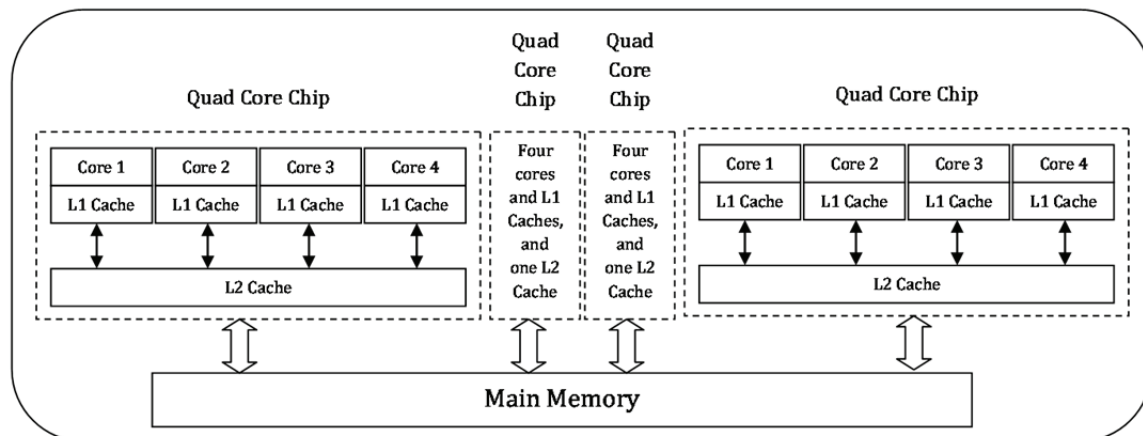 Quad Core Chip
Core 1 Core 2 Core 3 Core 4
L1 Cache L1 Cache L1 Cache L1 Cache
L2 Cache
Quad
Core
Chip
Four
cores
and L1
Caches,
and
one L2
Cache
Quad
Core
Chip
Four
cores
and L1
Caches,
and
one L2
Cache
Quad Core Chip
Core 1 Core 2 Core 3 Core 4
L1 Cache L1 Cache L1 Cache L1 Cache
L2 Cache
Main Memory